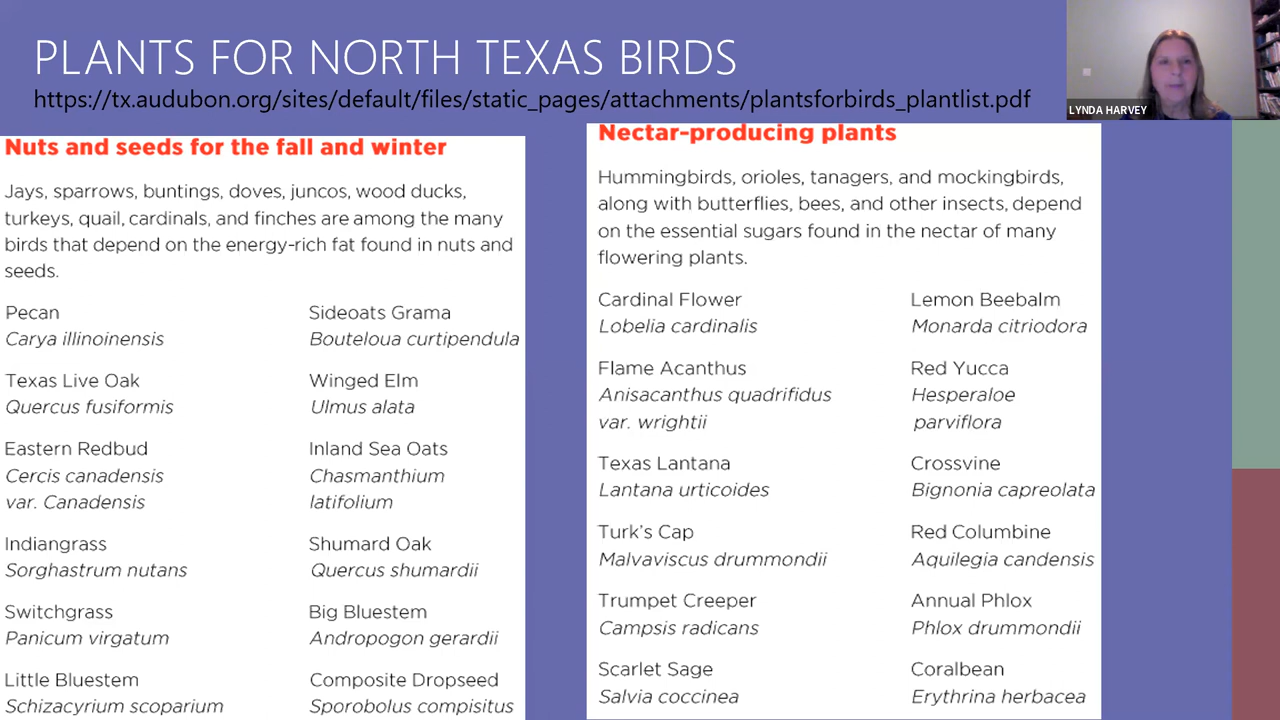 PLANTS FOR NORTH TEXAS BIRDS
https://tx.audubon.org/sites/default/files/static_pages/attachments/plantsforbirds_plantlist.pdf
LYNDA HARVEY
Nuts and seeds for the fall and winter
Jays, sparrows, buntings, doves, juncos, wood ducks,
turkeys, quail, cardinals, and finches are among the many
birds that depend on the energy-rich fat found in nuts and
seeds.
Pecan
Carya illinoinensis
Texas Live Oak
Quercus fusiformis
Eastern Redbud
Cercis canadensis
var. Canadensis
Indiangrass
Sorghastrum nutans
Switchgrass
Panicum virgatum
Little Bluestem
Schizacyrium scoparium
Sideoats Grama
Bouteloua curtipendula
Winged Elm
Ulmus alata
Inland Sea Oats
Chasmanthium
latifolium
Shumard Oak
Quercus shumardii
Big Bluestem
Andropogon gerardii
Composite Dropseed
Sporobolus compisitus
Nectar-producing plants
Hummingbirds, orioles, tanagers, and mockingbirds,
along with butterflies, bees, and other insects, depend
on the essential sugars found in the nectar of many
flowering plants.
Cardinal Flower
Lobelia cardinalis
Flame Acanthus
Anisacanthus quadrifidus
var. wrightii
Texas Lantana
Lantana urticoides
Turk's Cap
Malvaviscus drummondii
Trumpet Creeper
Campsis radicans
Scarlet Sage
Salvia coccinea
Lemon Beebalm
Monarda citriodora
Red Yucca
Hesperaloe
parviflora
Crossvine
Bignonia capreolata
Red Columbine
Aquilegia candensis
Annual Phlox
Phlox drummondii
Coralbean
Erythrina herbacea